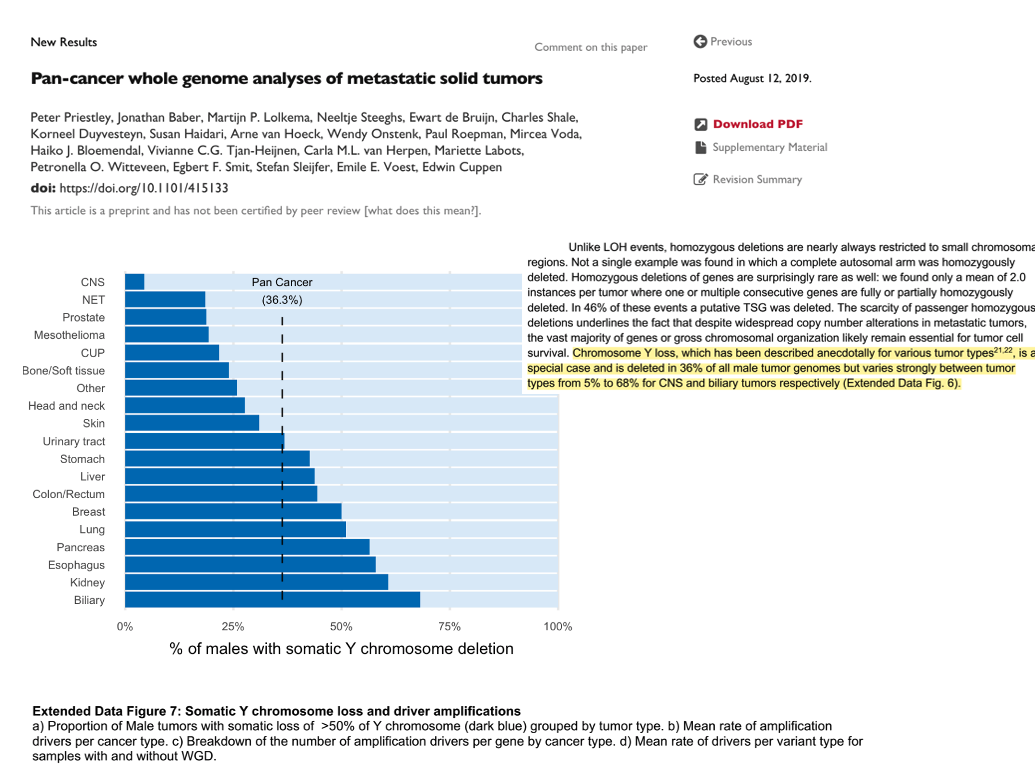 New Results
Comment on this paper
Previous
Pan-cancer whole genome analyses of metastatic solid tumors
Posted August 12, 2019.
Peter Priestley, Jonathan Baber, Martijn P. Lolkema, Neeltje Steeghs, Ewart de Bruijn, Charles Shale,
Korneel Duyvesteyn, Susan Haidari, Arne van Hoeck, Wendy Onstenk, Paul Roepman, Mircea Voda,
Haiko J. Bloemendal, Vivianne C.G. Tjan-Heijnen, Carla M.L. van Herpen, Mariette Labots,
Petronella O. Witteveen, Egbert F. Smit, Stefan Sleijfer, Emile E. Voest, Edwin Cuppen
doi: https://doi.org/10.1101/415133
This article is a preprint and has not been certified by peer review [what does this mean?].
Download PDF
Supplementary Material
Revision Summary
Unlike LOH events, homozygous deletions are nearly always restricted to small chromosoma
regions. Not a single example was found in which a complete autosomal arm was homozygously
deleted. Homozygous deletions of genes are surprisingly rare as well: we found only a mean of 2.0
instances per tumor where one or multiple consecutive genes are fully or partially homozygously
deleted. In 46% of these events a putative TSG was deleted. The scarcity of passenger homozygous
deletions underlines the fact that despite widespread copy number alterations in metastatic tumors,
the vast majority of genes or gross chromosomal organization likely remain essential for tumor cell
survival. Chromosome Y loss, which has been described anecdotally for various tumor types21,22, is a
special case and is deleted in 36% of all male tumor genomes but varies strongly between tumor
types from 5% to 68% for CNS and biliary tumors respectively (Extended Data Fig. 6).
Pan Cancer
(36.3%)
CNS
NET
Prostate
Mesothelioma
CUP
Bone/Soft tissue
Other
Head and neck
Skin
Urinary tract
Stomach
Liver
Colon/Rectum
Breast
Lung
Pancreas
Esophagus
Kidney
Biliary
0% 25% 50% 75% 100%
% of males with somatic Y chromosome deletion
Extended Data Figure 7: Somatic Y chromosome loss and driver amplifications
a) Proportion of Male tumors with somatic loss of >50% of Y chromosome (dark blue) grouped by tumor type. b) Mean rate of amplification
drivers per cancer type. c) Breakdown of the number of amplification drivers per gene by cancer type. d) Mean rate of drivers per variant type for
samples with and without WGD.